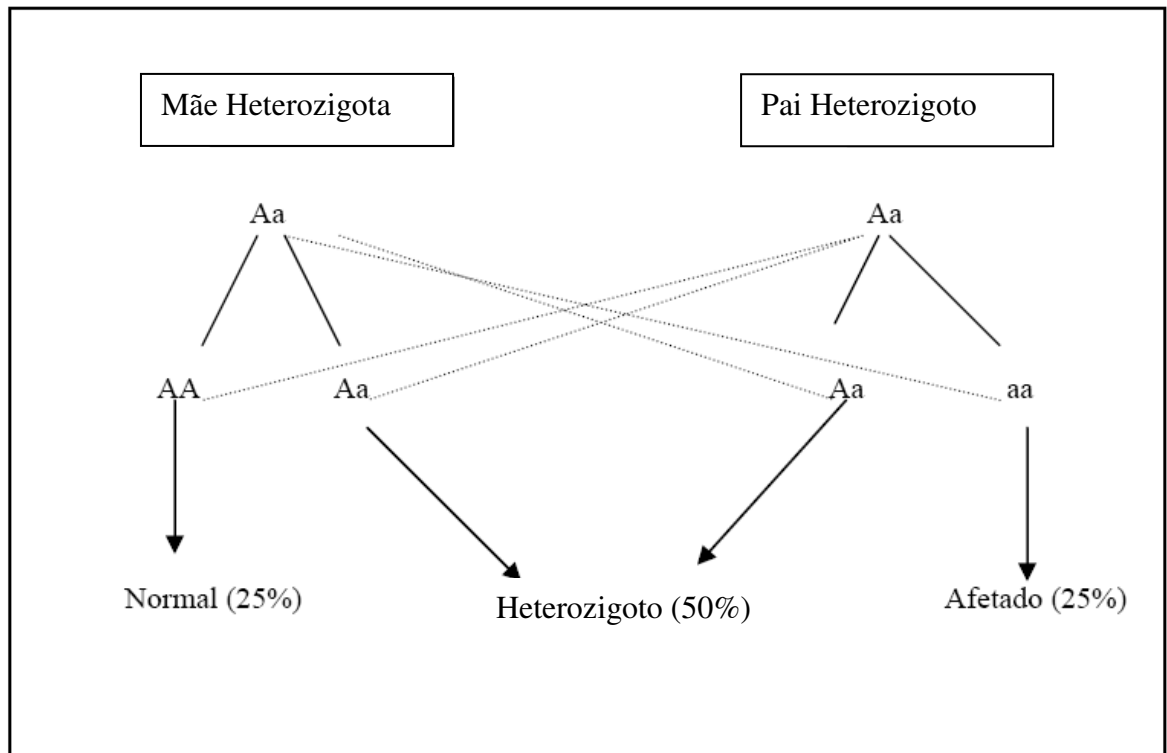 Mãe Heterozigota Pai Heterozigoto
Aa Aa
AA Aa Aa aa
Normal (25%) Heterozigoto (50%) Afetado (25%)